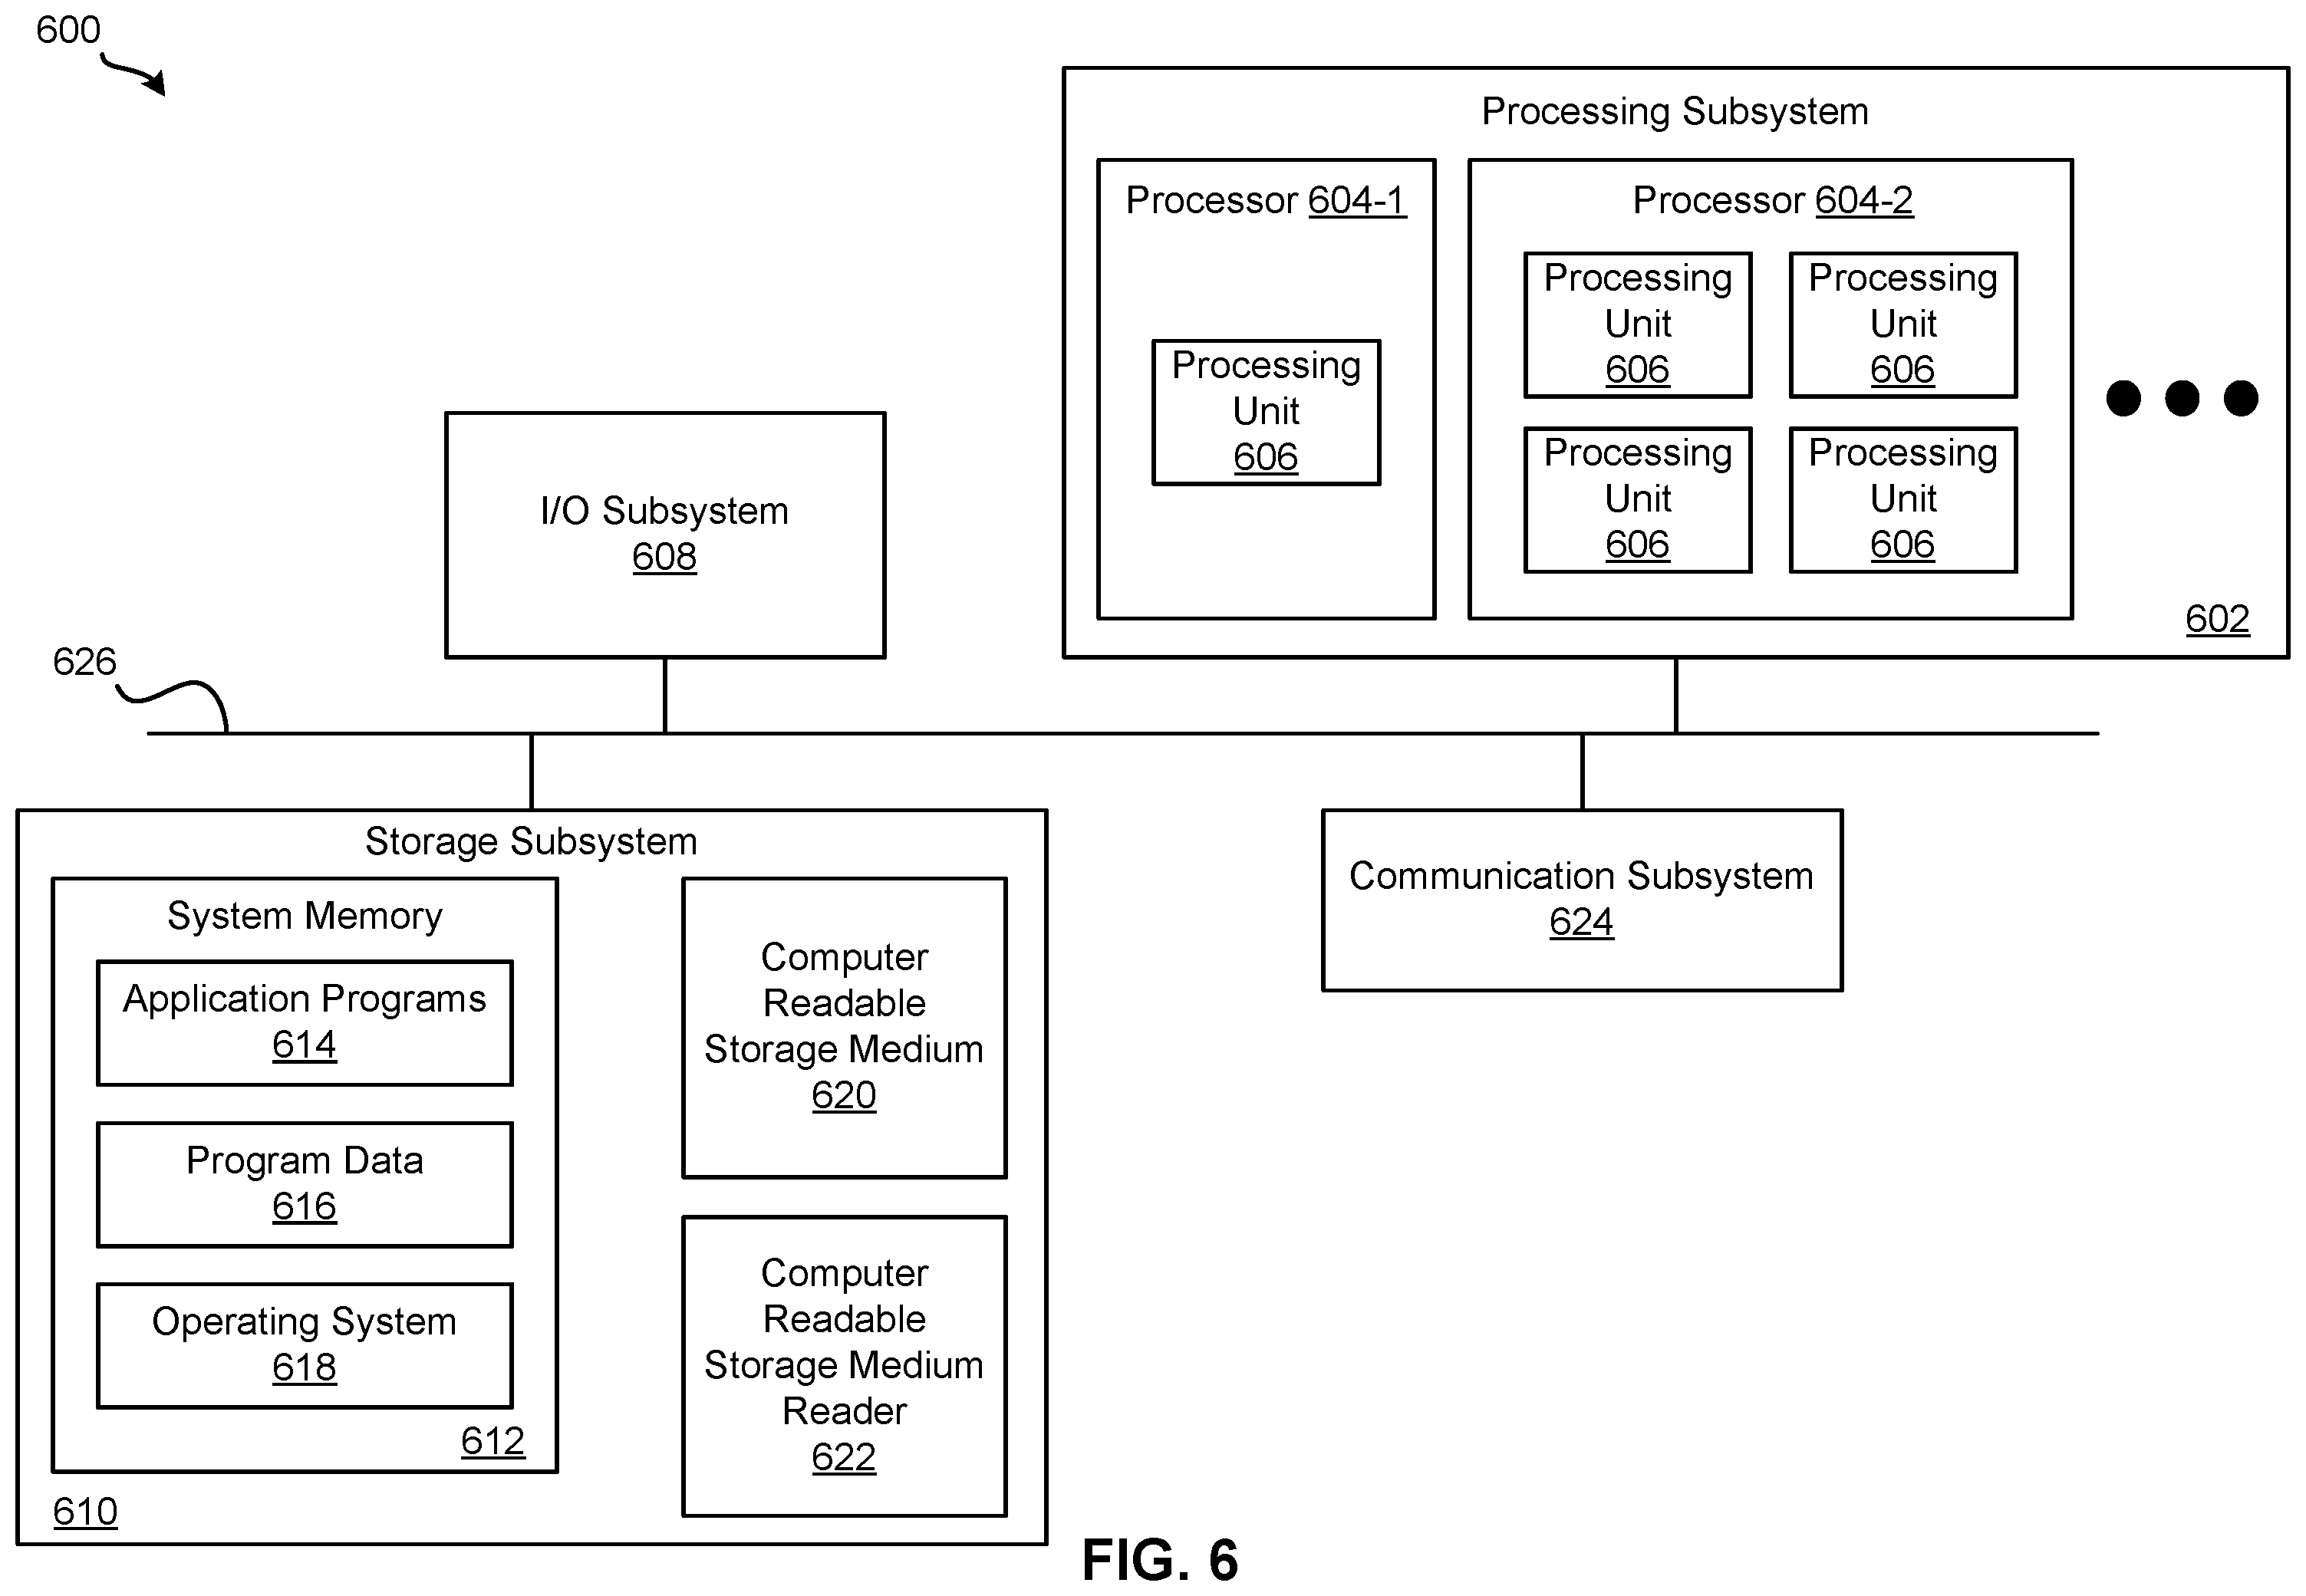 600
Processing Subsystem
Processor 604-1
Processing
Unit
606
Processor 604-2
Processing
Unit
606
Processing
Unit
606
Processing
Unit
606
Processing
Unit
606
602
I/O Subsystem
608
626
Storage Subsystem
System Memory
Application Programs
614
Program Data
616
Operating System
618
612
Computer
Readable
Storage Medium
620
Computer
Readable
Storage Medium
Reader
622
610
Communication Subsystem
624
FIG. 6